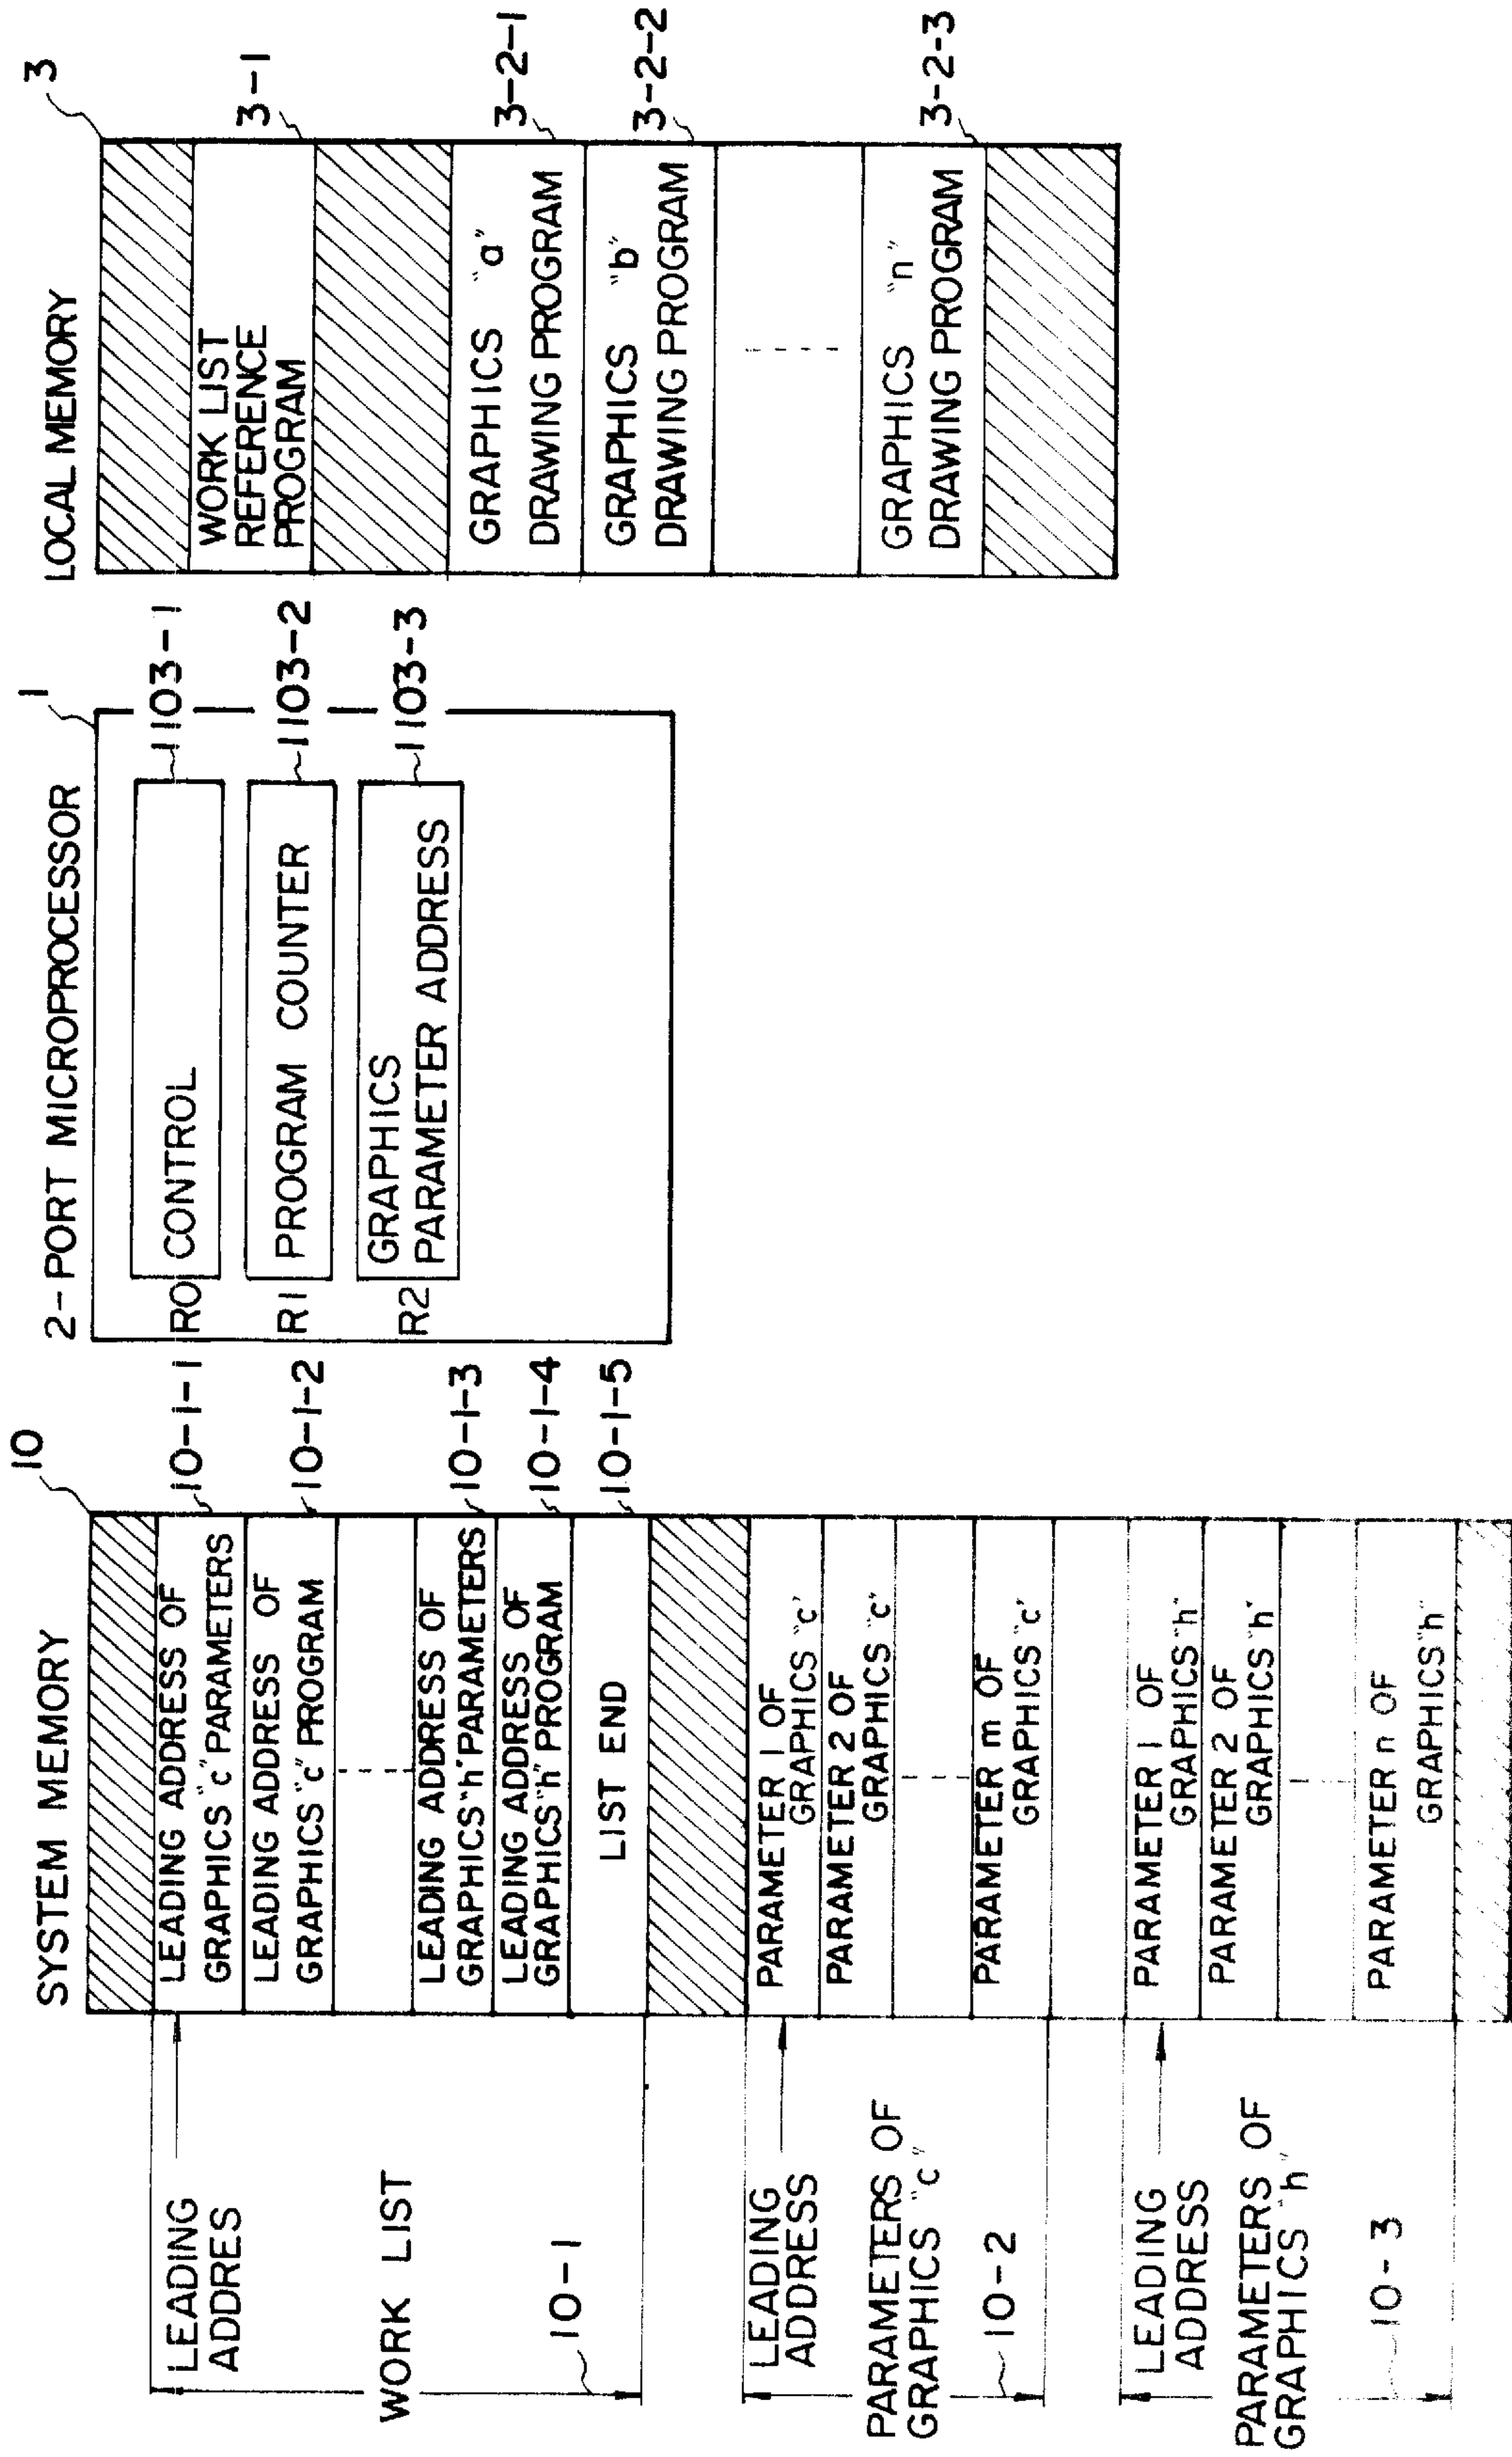 SYSTEM MEMORY
10
LEADING ADDRESS OF
GRAPHICS "c" PARAMETERS
10-1-1
LEADING ADDRESS OF
GRAPHICS "c" PROGRAM
10-1-2
LEADING ADDRESS OF
GRAPHICS "h" PARAMETERS
10-1-3
LEADING ADDRESS OF
GRAPHICS "h" PROGRAM
10-1-4
LIST END
10-1-5
LEADING
ADDRES
WORK LIST
10-1
PARAMETER 1 OF
GRAPHICS "c'
PARAMETER 2 OF
GRAPHICS "c"
PARAMETER m OF
GRAPHICS "c'
LEADING
ADDRESS
PARAMETERS OF
GRAPHICS "c"
10-2
PARAMETER 1 OF
GRAPHICS "h"
PARAMETER 2 OF
GRAPHICS "h"
PARAMETER n OF
GRAPHICS "h"
LEADING
ADDRESS
PARAMETERS OF
GRAPHICS "h"
10-3
2-PORT MICROPROCESSOR
1
R0 CONTROL
1103-1
R1 PROGRAM COUNTER
1103-2
R2 GRAPHICS
PARAMETER ADDRESS
1103-3
LOCAL MEMORY
3
WORK LIST
REFERENCE
PROGRAM
3-1
GRAPHICS "a"
DRAWING PROGRAM
3-2-1
GRAPHICS "b"
DRAWING PROGRAM
3-2-2
GRAPHICS "n"
DRAWING PROGRAM
3-2-3